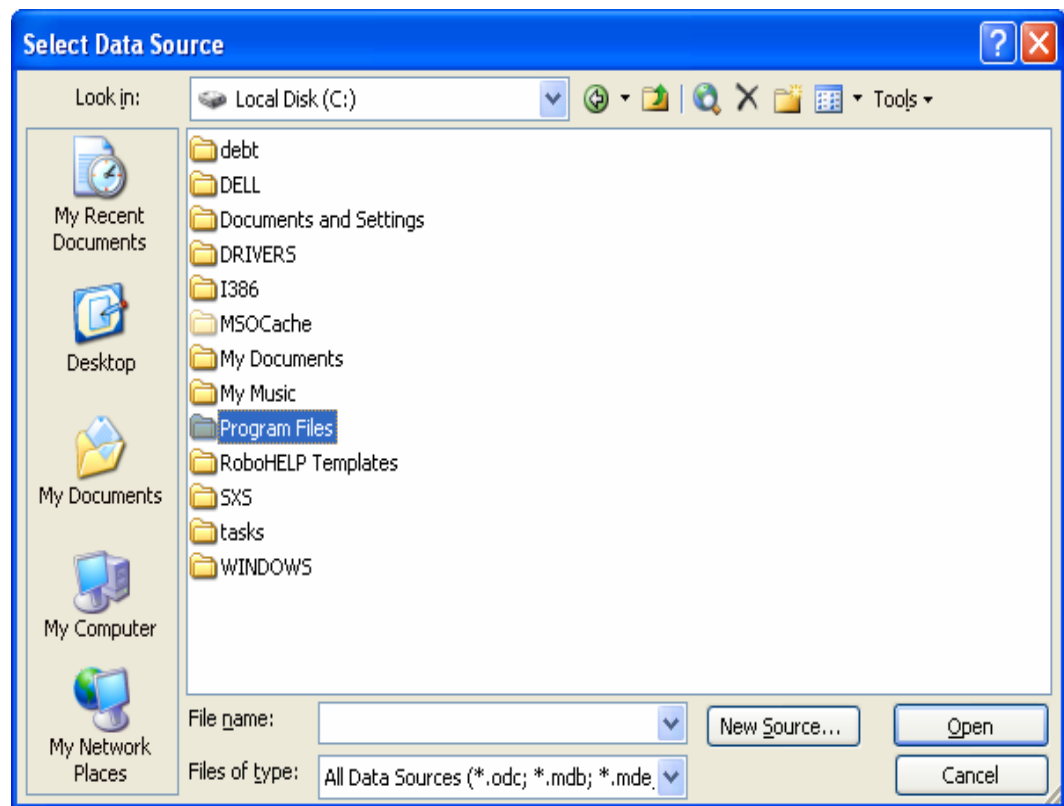 Select Data Source
Look in:
Local Disk (C:)
Tools
My Recent
Documents
Desktop
My Documents
My Computer
My Network
Places
debt
DELL
Documents and Settings
DRIVERS
I386
MSOCache
My Documents
My Music
Program Files
RoboHELP Templates
SXS
tasks
WINDOWS
File name:
New Source...
Open
Files of type:
All Data Sources (*.odc; *.mdb; *.mde;
Cancel